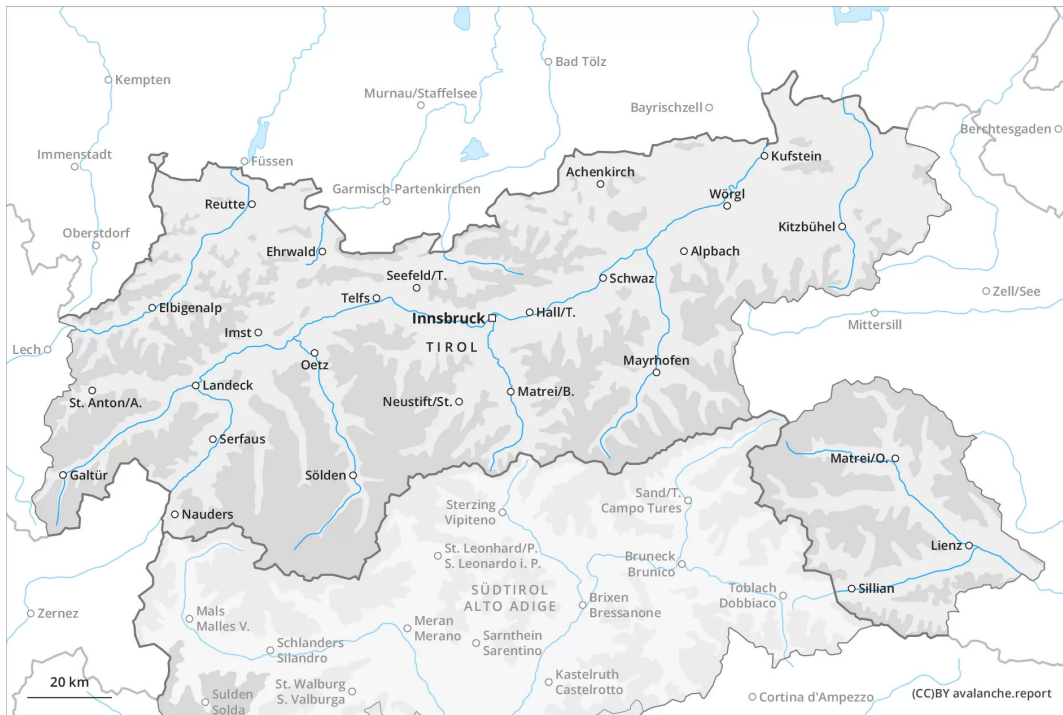 Kempten
Bad Tölz
Murnau/Staffelsee
Bayrischzell
Berchtesgaden
Immenstadt
Füssen
Kufstein
Garmisch-Partenkirchen
Achenkirch
Reutte
Wörgl
Oberstdorf
Kitzbühel
Ehrwald
Alpbach
Seefeld/T.
Schwaz
Zell/See
Telfs
Elbigenalp
Hall/T.
Innsbruck
Mittersill
Imst
TIROL
Lech
Oetz
Mayrhofen
Landeck
Matrei/B.
St. Anton/A.
Neustift/St.
Serfaus
Matrei/O.
Galtür
Sölden
Sand/T.
Campo Tures
Sterzing
Vipiteno
Nauders
Lienz
St. Leonhard/P.
S. Leonardo i. P.
Bruneck
Brunico
SÜDTIROL
ALTO ADIGE
Toblach
Dobbiaco
Sillian
Brixen
Bressanone
Zernez
Mals
Malles V.
Meran
Merano
Sarnthein
Sarentino
Schlanders
Silandro
Kastelruth
Castelrotto
20 km
St. Walburg
S. Valburga
Sulden
Solda
Cortina d'Ampezzo
(CC)BY avalanche.report